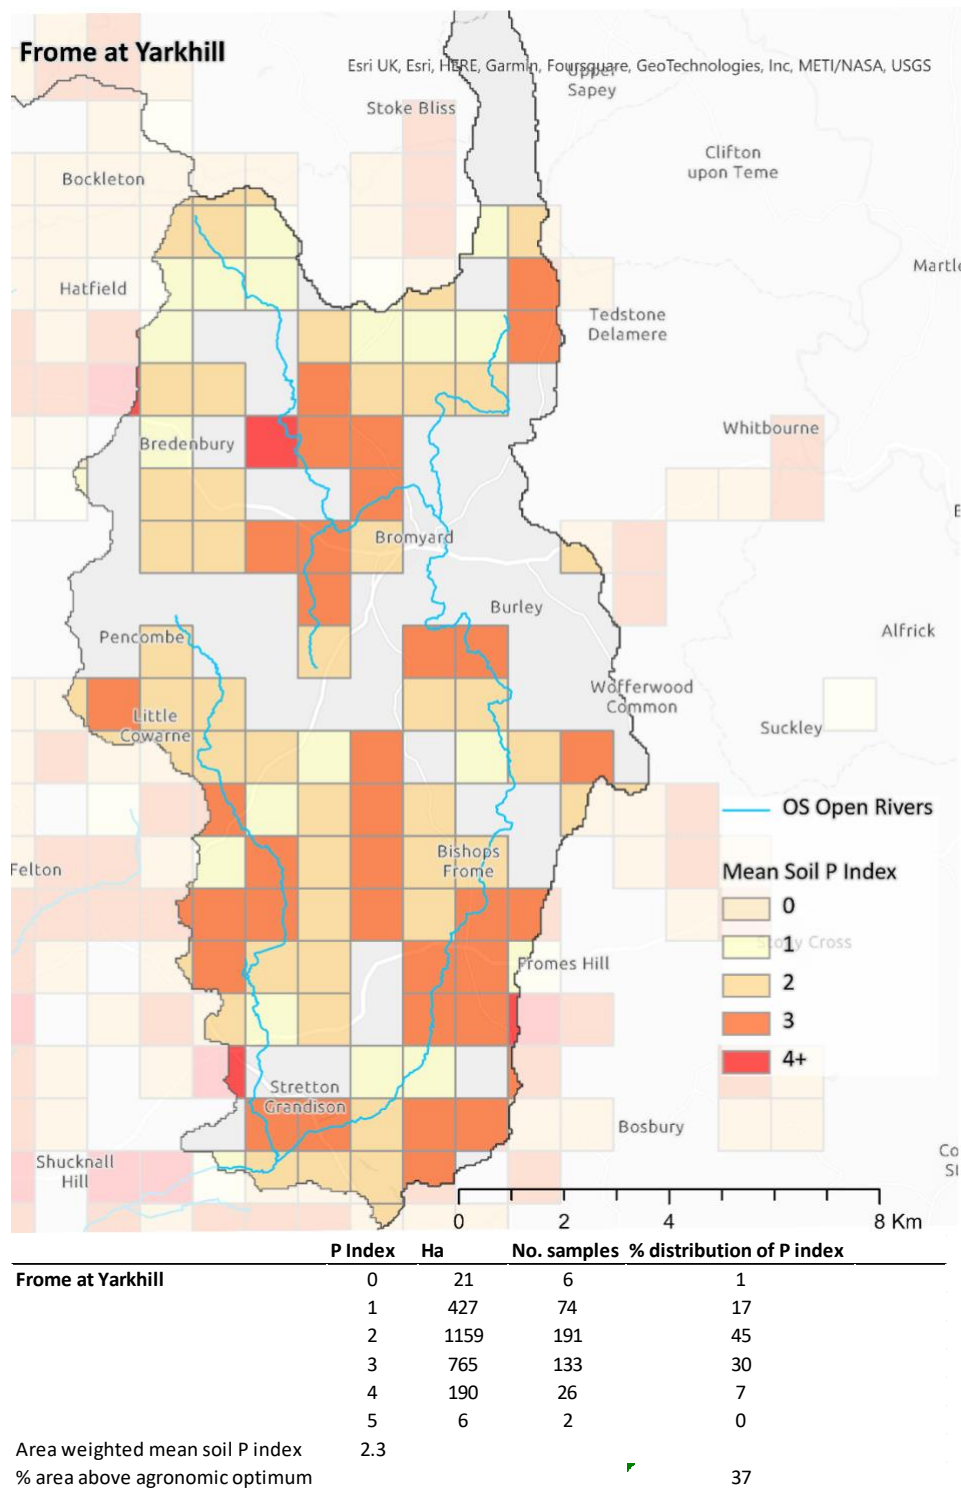 Frome at Yarkhill
Esri UK, Esri, HERE, Garmin, Foursquare, GeoTechnologies, Inc, METI/NASA, USGS
Upper
Sapey
Stoke Bliss
Clifton
upon Teme
Bockleton
Martle
Hatfield
Tedstone
Delamere
Whitbourne
Bredenbury
E
Bromyard
Burley
Alfrick
Pencombe
Wofferwood
Common
Little
Cowarne
Suckley
OS Open Rivers
Bishops
Frome
Felton
Mean Soil P Index
0
1
Stony Cross
2
3
4+
Fromes Hill
Stretton
Grandison
Bosbury
Shucknall
Hill
Co
Sl
0 2 4 8 Km
P Index Ha No. samples % distribution of P index
Frome at Yarkhill 0 21 6 1
1 427 74 17
2 1159 191 45
3 765 133 30
4 190 26 7
5 6 2 0
Area weighted mean soil P index 2.3
% area above agronomic optimum 37